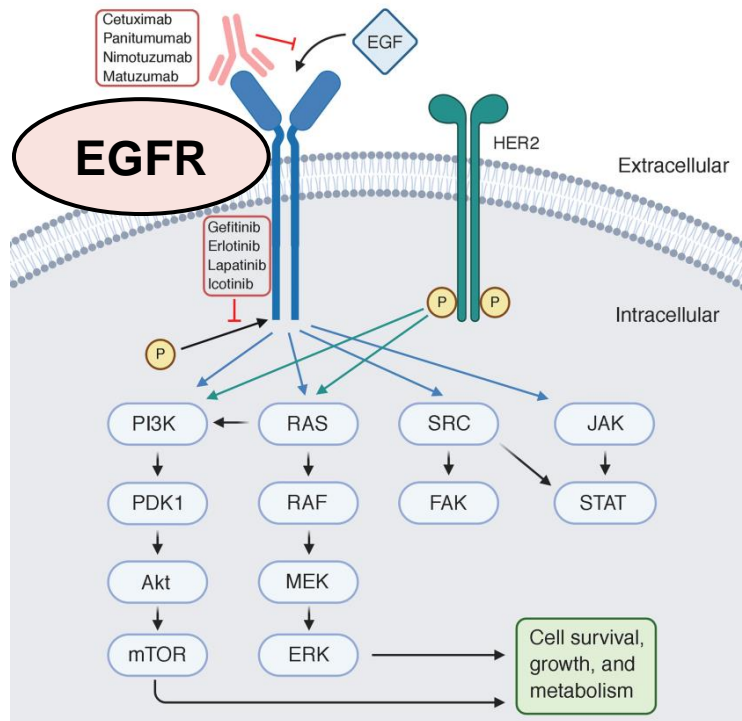 Cetuximab
Panitumumab
Nimotuzumab
Matuzumab
EGF
EGFR
HER2
Extracellular
Gefitinib
Erlotinib
Lapatinib
Icotinib
P
P
P
Intracellular
PI3K
RAS
SRC
JAK
PDK1
RAF
FAK
STAT
Akt
MEK
mTOR
ERK
Cell survival,
growth, and
metabolism